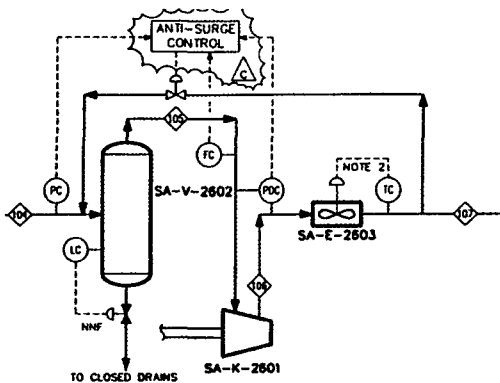 ANTI-SURGE
CONTROL
C
105
FC
PC
SA-V-2602
PDC
NOTE 2
TC
104
107
SA-E-2603
LC
106
NNF
TO CLOSED DRAINS
SA-K-2601